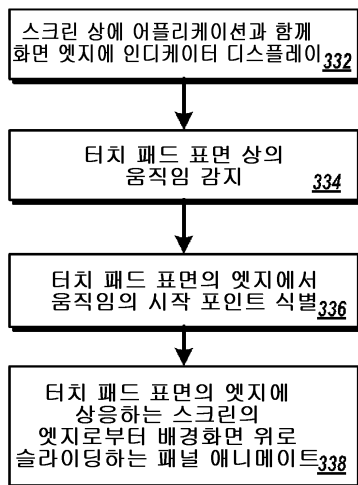 스크린 상에 어플리케이션과 함께
화면 엣지에 인디케이터 디스플레이 332
터치 패드 표면 상의
움직임 감지 334
터치 패드 표면의 엣지에서
움직임의 시작 포인트 식별 336
터치 패드 표면의 엣지에
상응하는 스크린의
엣지로부터 배경화면 위로
슬라이딩하는 패널 애니메이트 338